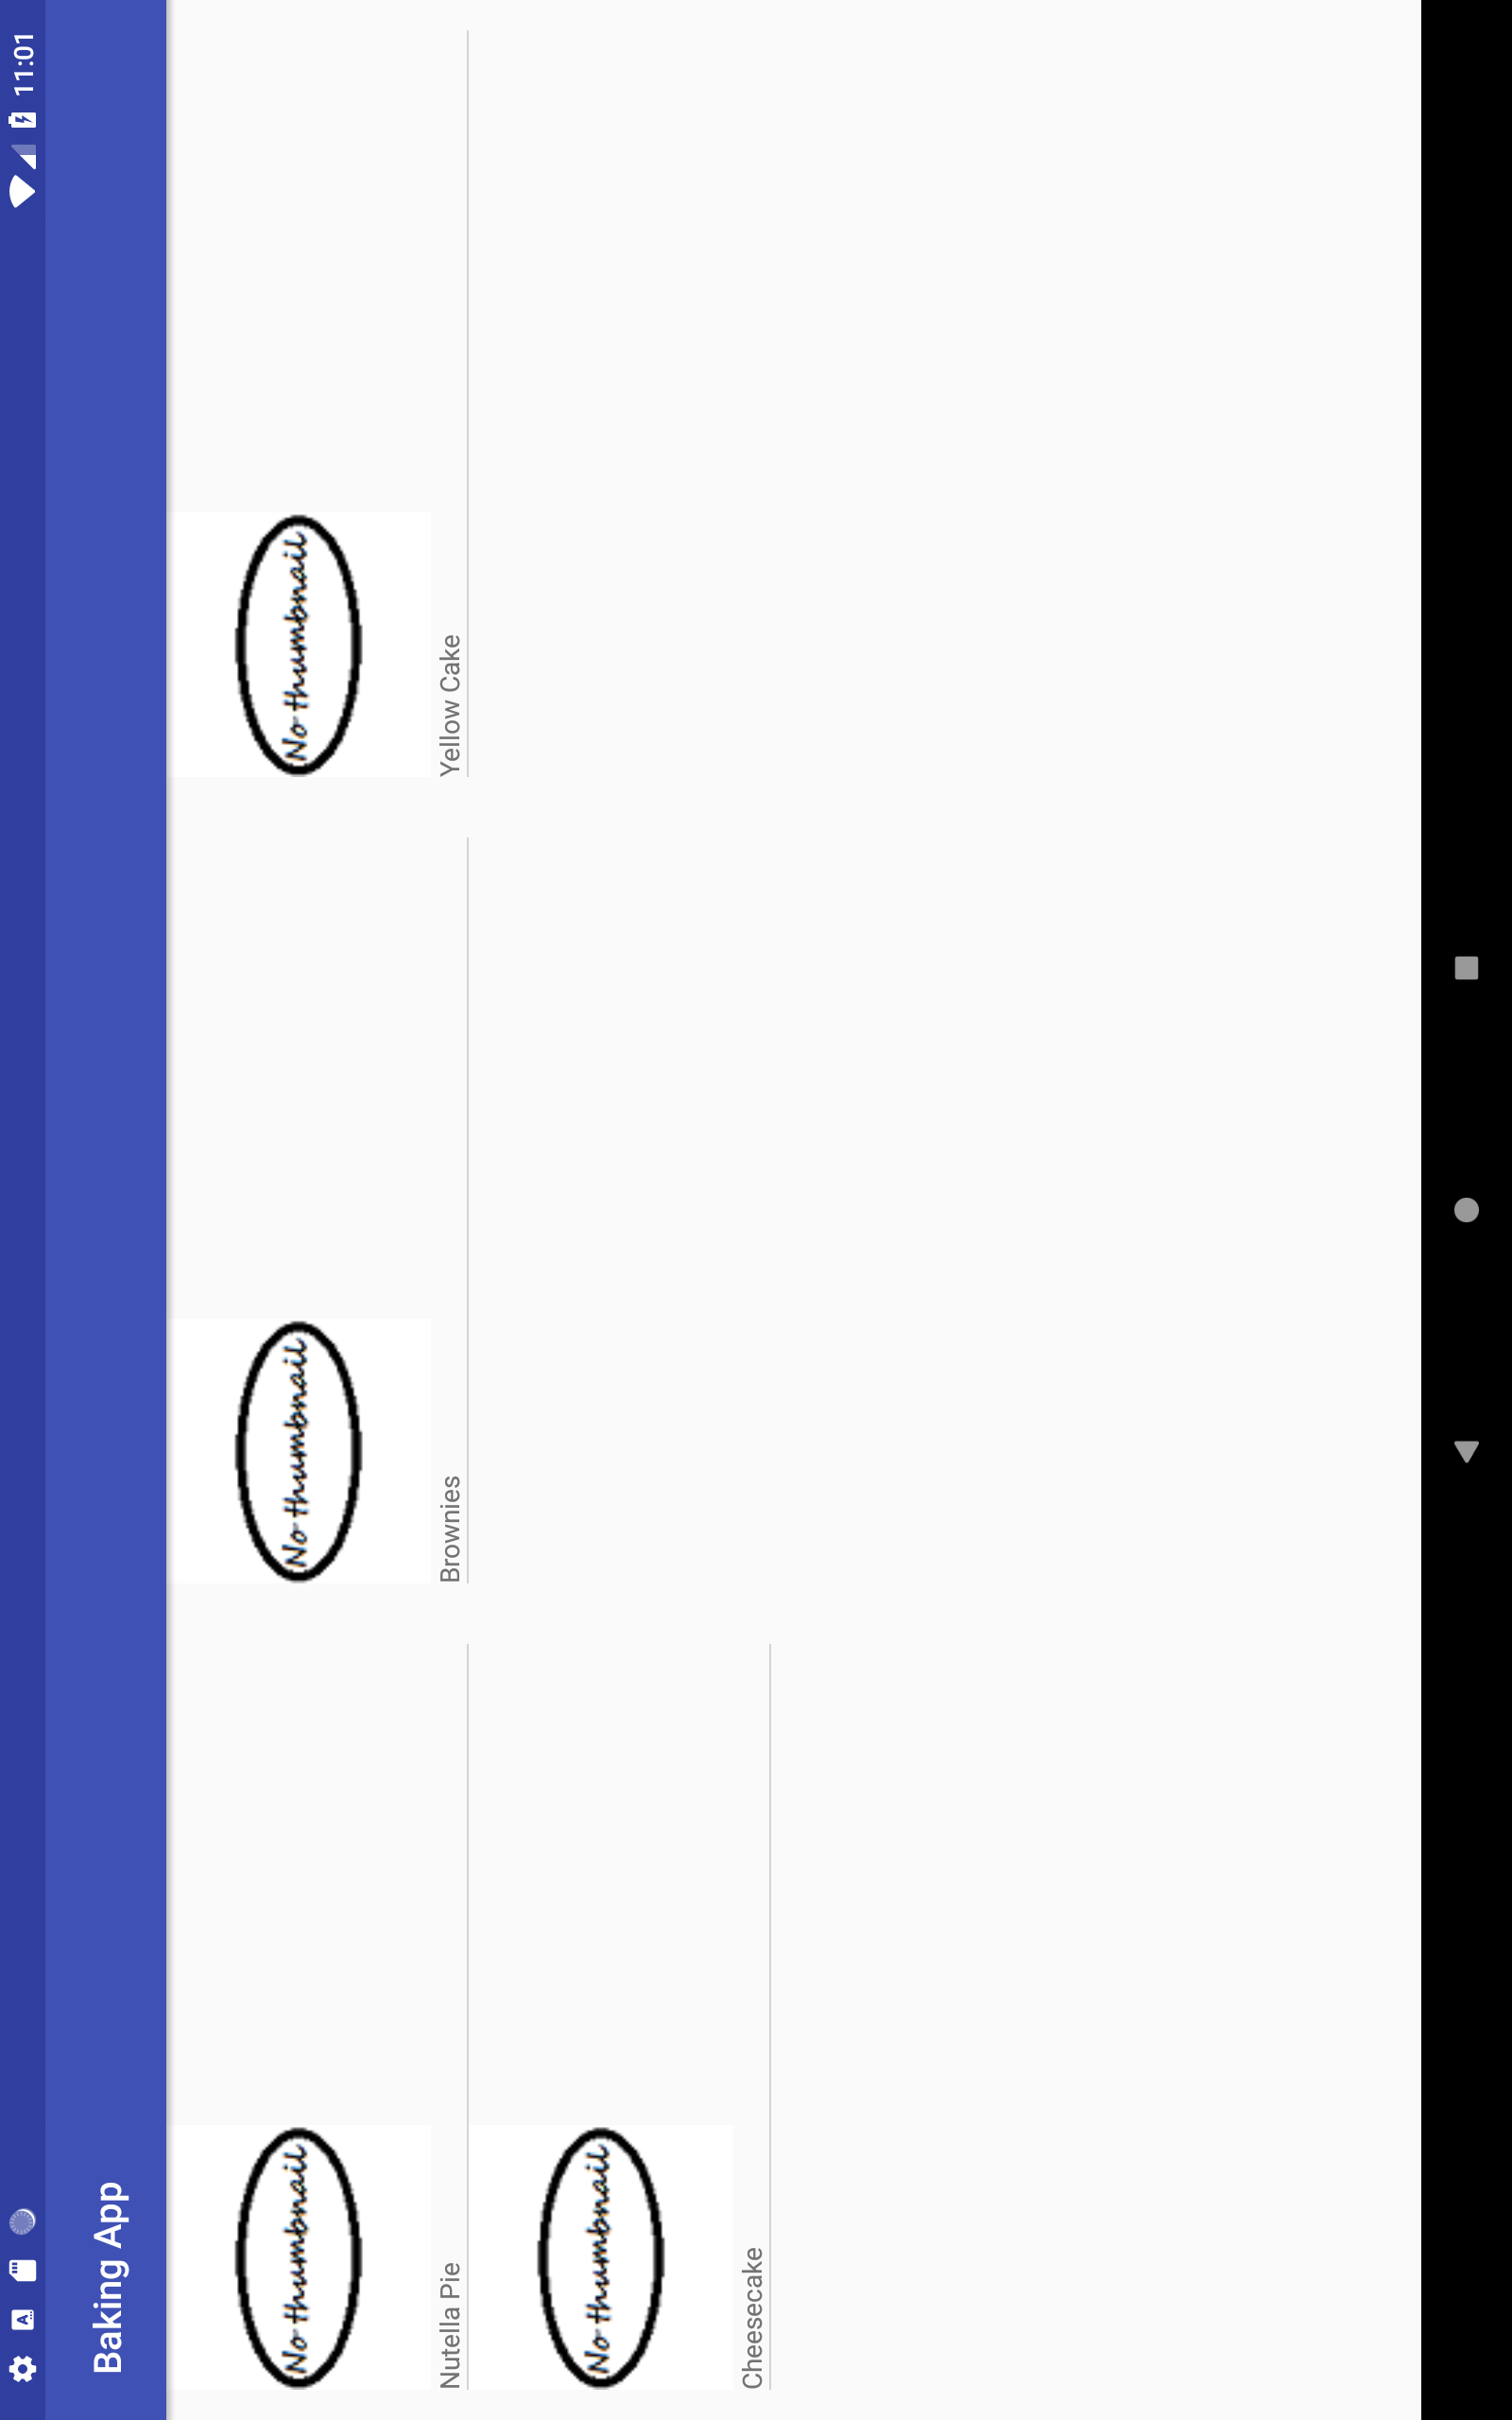 11:01
Baking App
No thumbnail
No thumbnail
No thumbnail
Nutella Pie
Brownies
Yellow Cake
No thumbnail
Cheesecake